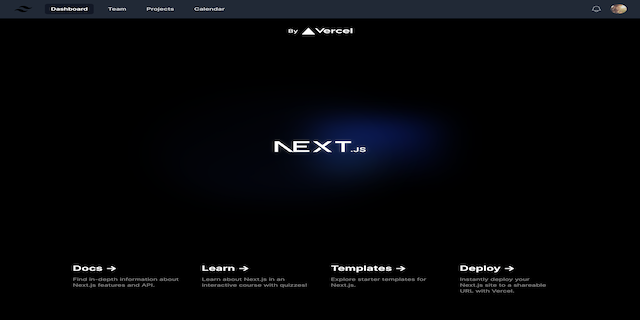 Dashboard Team Projects Calendar
By Vercel
NEXT.JS
Docs →
Find in-depth information about
Next.js features and API.
Learn →
Learn about Next.js in an
interactive course with quizzes!
Templates →
Explore starter templates for
Next.js.
Deploy →
Instantly deploy your
Next.js site to a shareable
URL with Vercel.